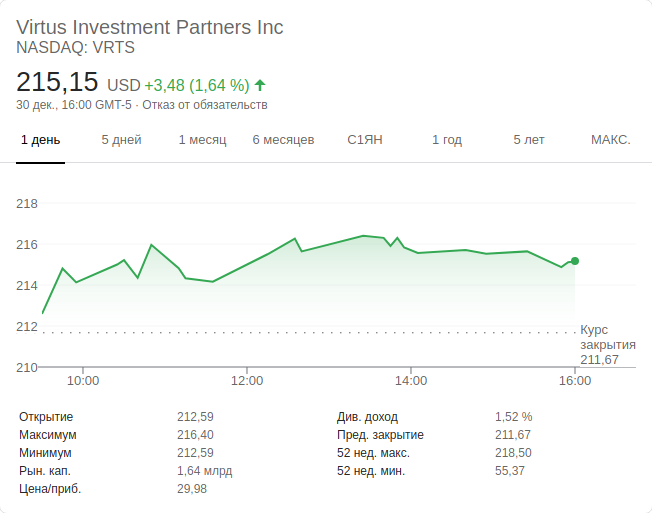 Virtus Investment Partners Inc
NASDAQ: VRTS
215,15 USD +3,48 (1,64 %)
30 дек., 16:00 GMT-5 · Отказ от обязательств
1 день 5 дней 1 месяц 6 месяцев С1ЯН 1 год 5 лет МАКС.
218
216
214
212
210
Курс
закрытия
211,67
10:00 12:00 14:00 16:00
Открытие 212,59 Див. доход 1,52 %
Максимум 216,40 Пред. закрытие 211,67
Минимум 212,59 52 нед. макс. 218,50
Рын. кап. 1,64 млрд 52 нед. мин. 55,37
Цена/приб. 29,98